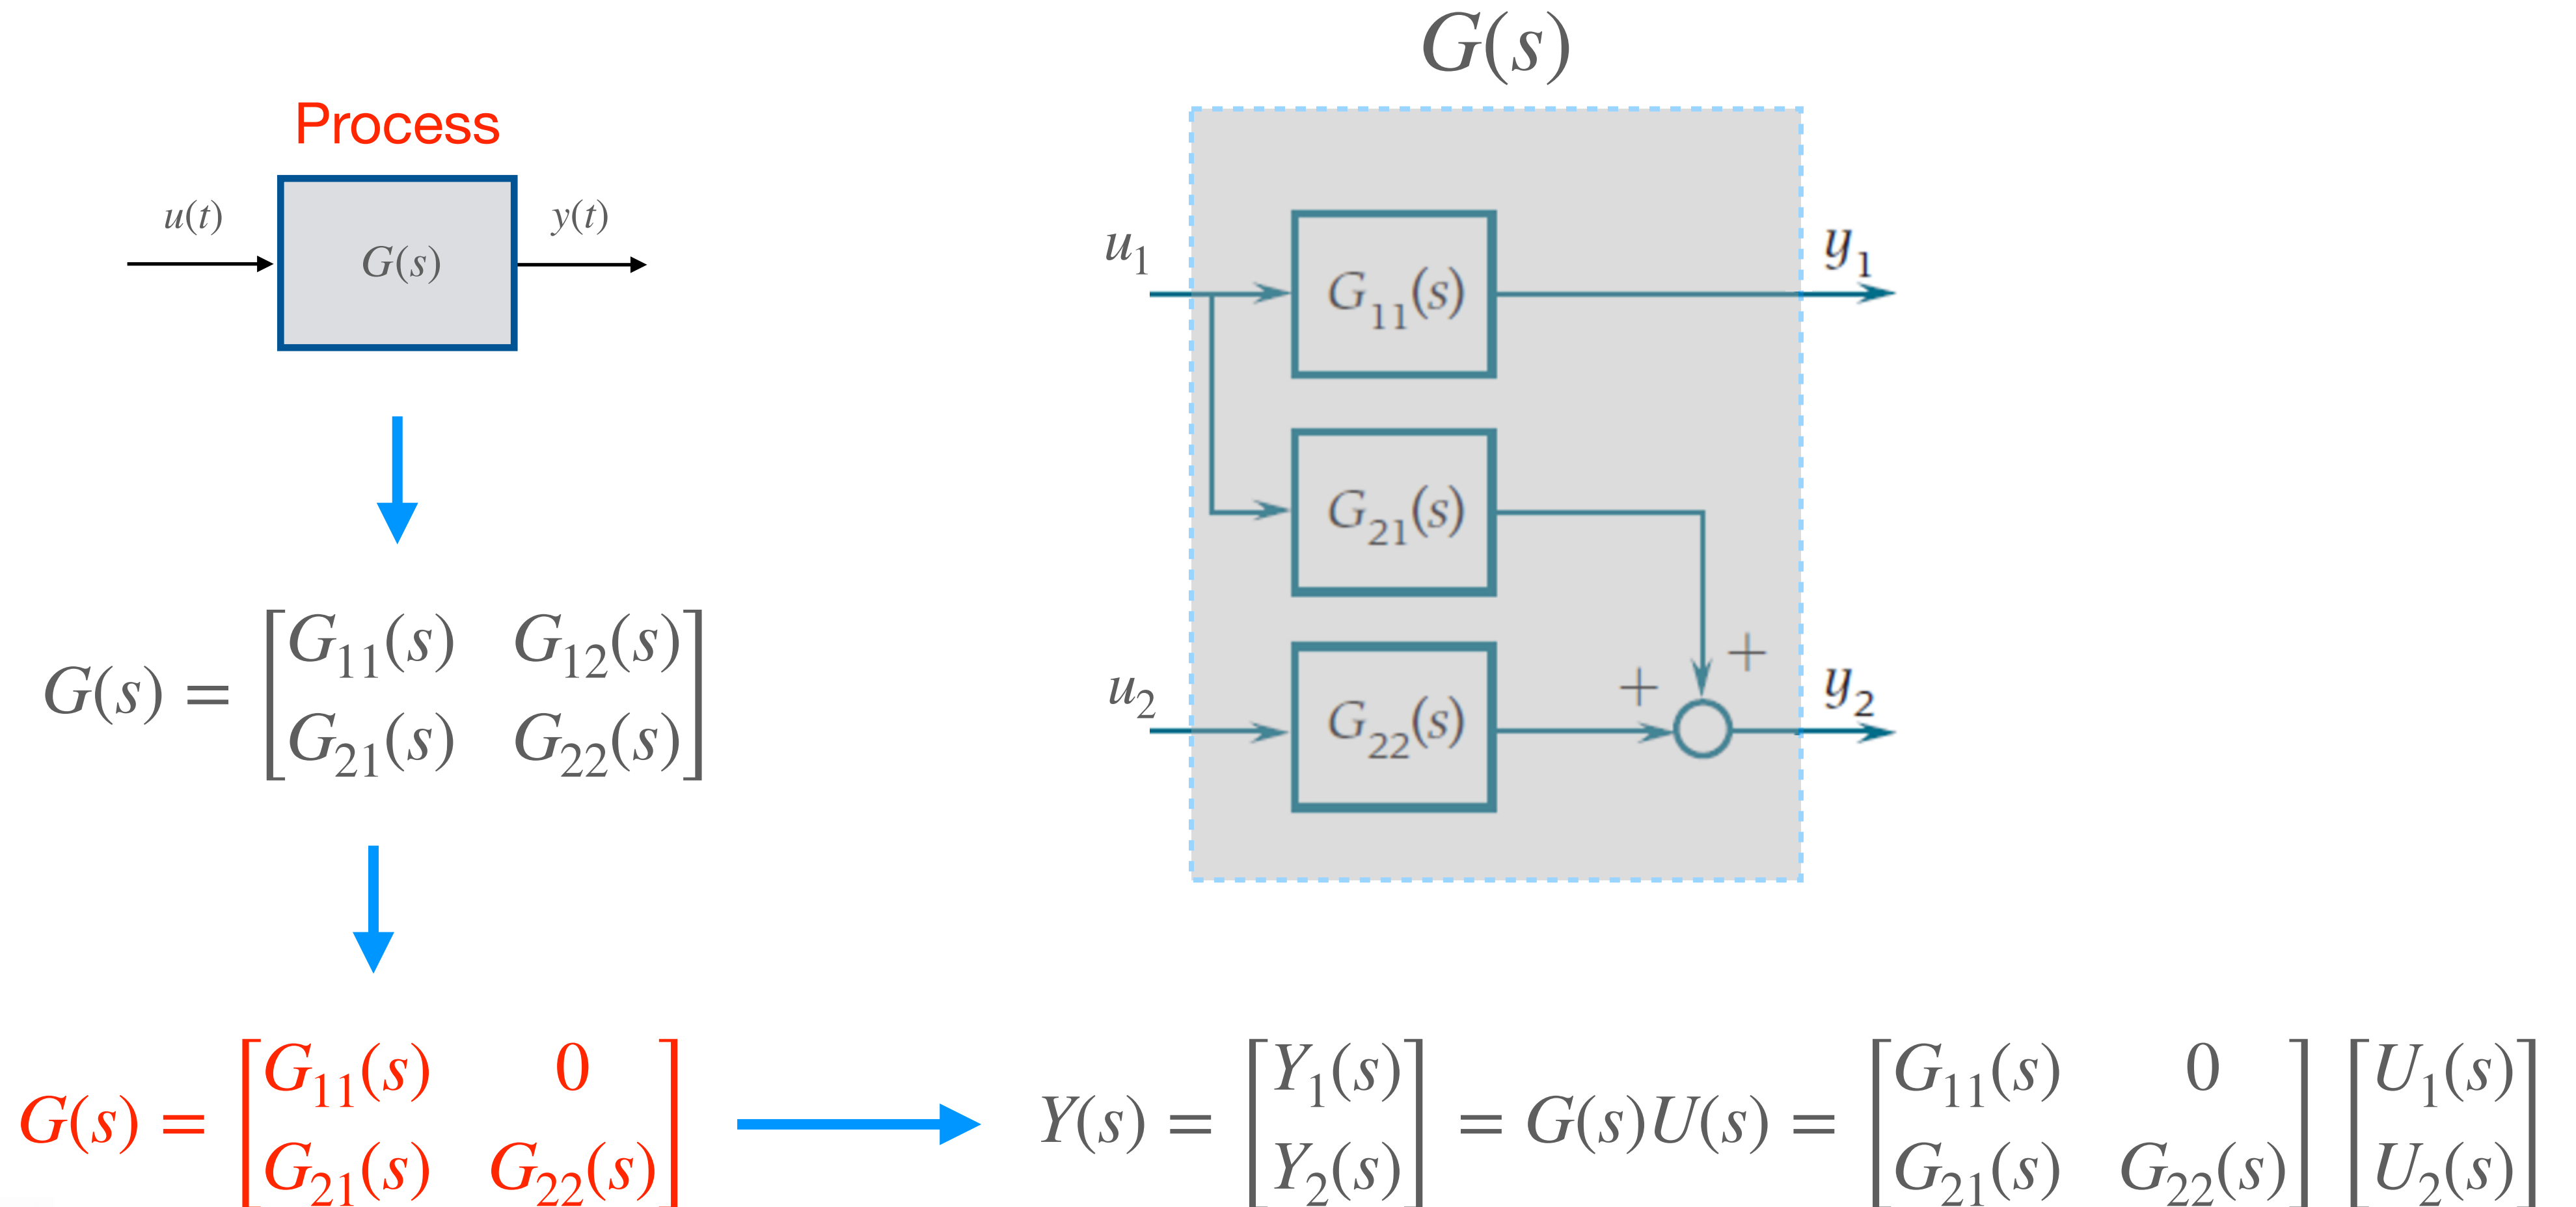 Process
u(t)
G(s)
y(t)
G(s) = [G₁₁(s) G₁₂(s)
G₂₁(s) G₂₂(s)]
G(s) = [G₁₁(s) 0
G₂₁(s) G₂₂(s)]
G(s)
u₁
G₁₁(s)
y₁
G₂₁(s)
+
u₂
G₂₂(s)
+
y₂
Y(s) = [Y₁(s)
Y₂(s)] = G(s)U(s) = [G₁₁(s) 0
G₂₁(s) G₂₂(s)] [U₁(s)
U₂(s)]